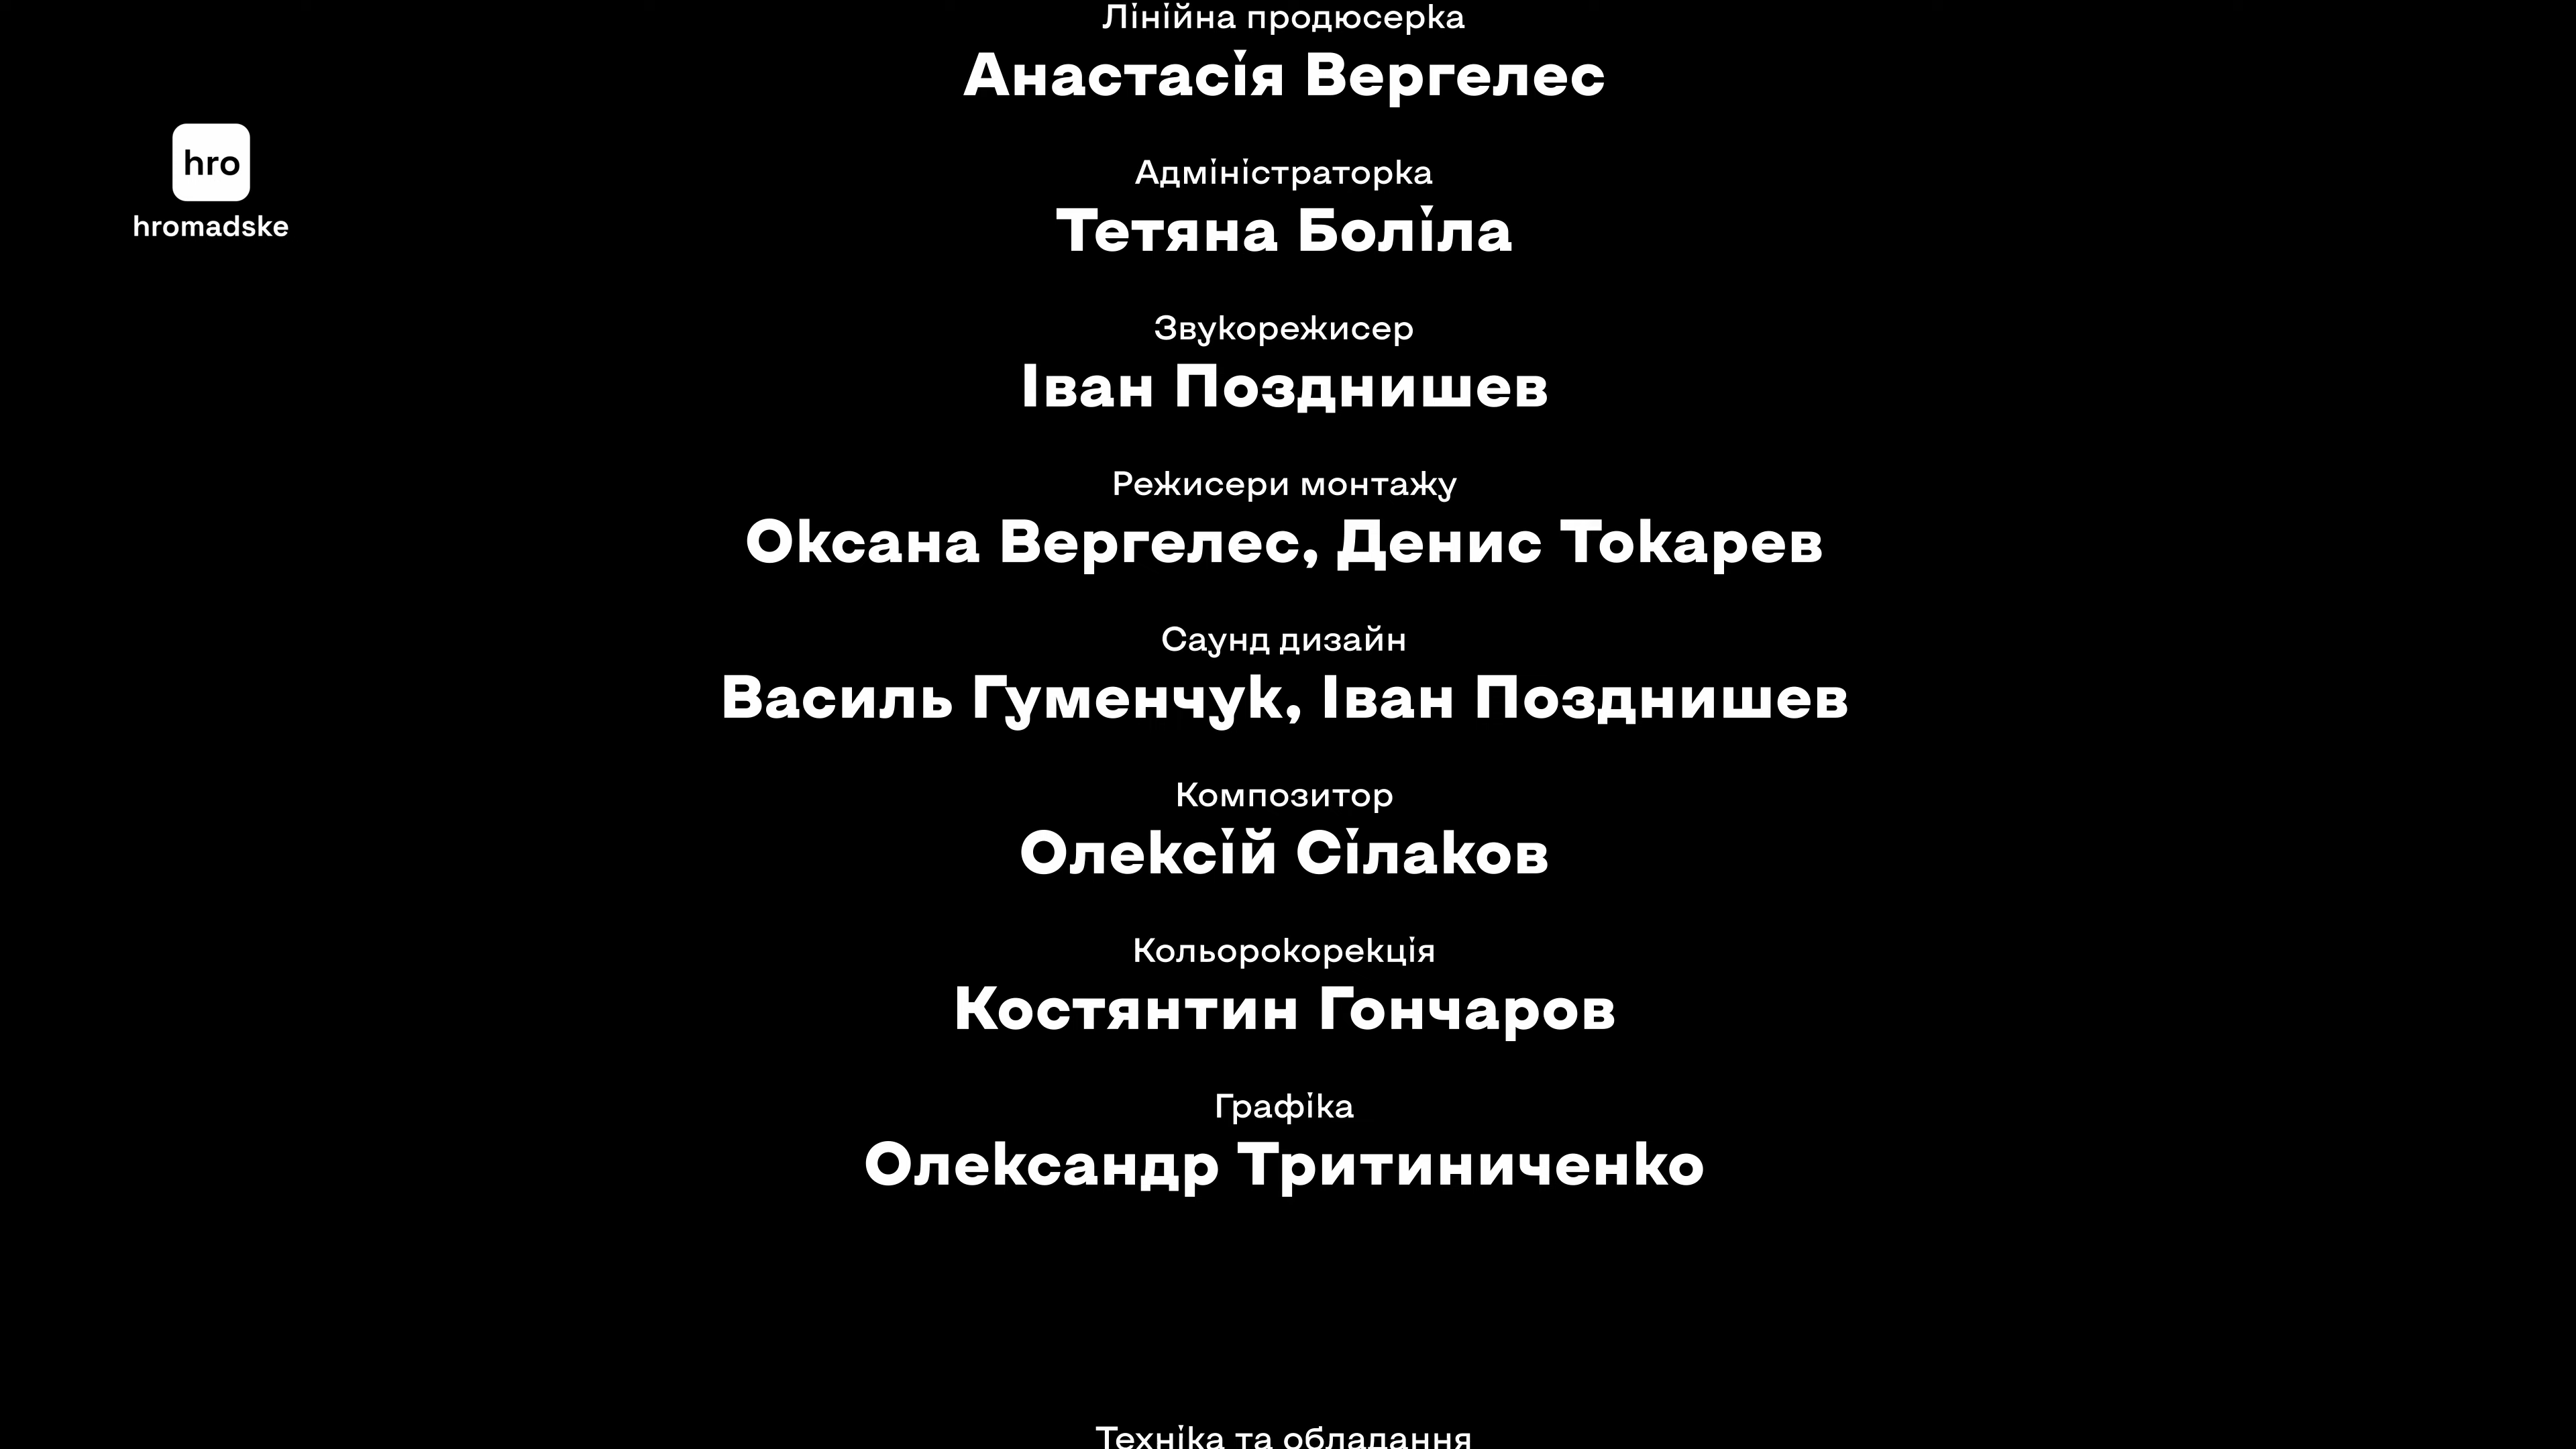 Лінійна продюсерка
Анастасія Вергелес
hro
hromadske
Адміністраторка
Тетяна Боліла
Звукорежисер
Іван Позднишев
Режисери монтажу
Оксана Вергелес, Денис Токарев
Саунд дизайн
Василь Гуменчук, Іван Позднишев
Композитор
Олексій Сілаков
Кольорокорекція
Костянтин Гончаров
Графіка
Олександр Тритиниченко
Техніка та обладання